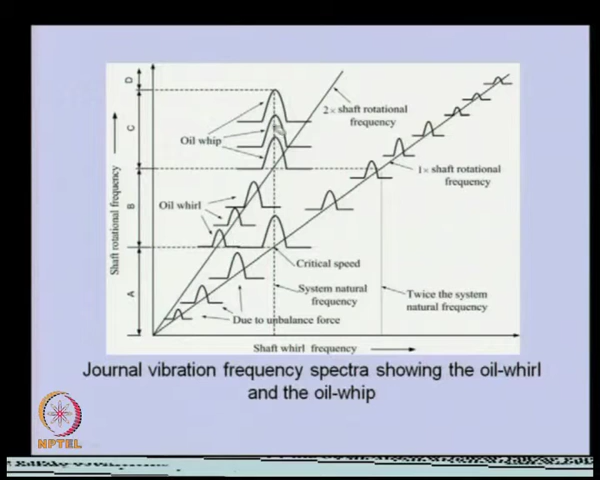 D
C
B
A
Shaft rotational frequency
Oil whip
Oil whirl
2× shaft rotational
frequency
1× shaft rotational
frequency
Critical speed
System natural
frequency
Twice the system
natural frequency
Due to unbalance force
Shaft whirl frequency
Journal vibration frequency spectra showing the oil-whirl
and the oil-whip
NPTEL